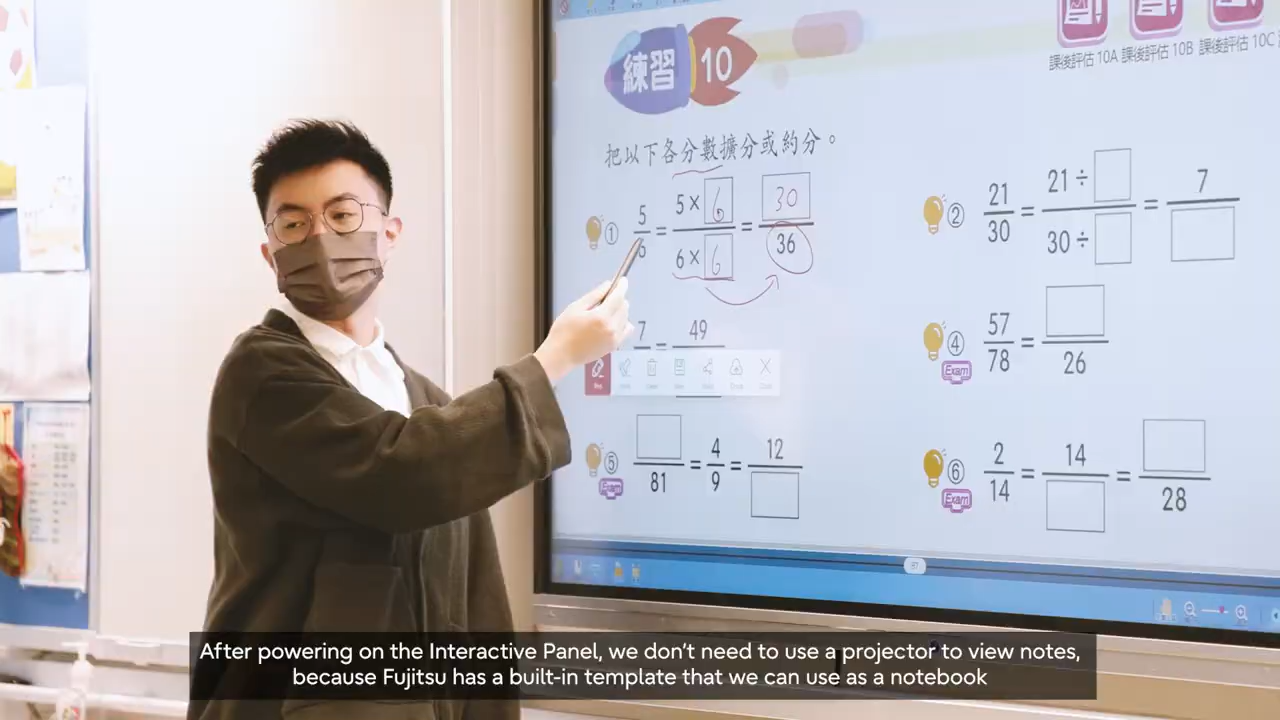 練習 10
課後評估 10A 課後評估 10B 課後評估 10C
把以下各分數擴分或約分。
① 5/6 = 5 × 6 / 6 × 6 = 30/36
② 21/30 = 21 ÷ □ / 30 ÷ □ = 7/□
7 = 49
④ 57/78 = □/26
Exam
⑤ □/81 = 4/9 = 12/□
Exam
⑥ 2/14 = 14/□ = □/28
Exam
After powering on the Interactive Panel, we don't need to use a projector to view notes,
because Fujitsu has a built-in template that we can use as a notebook